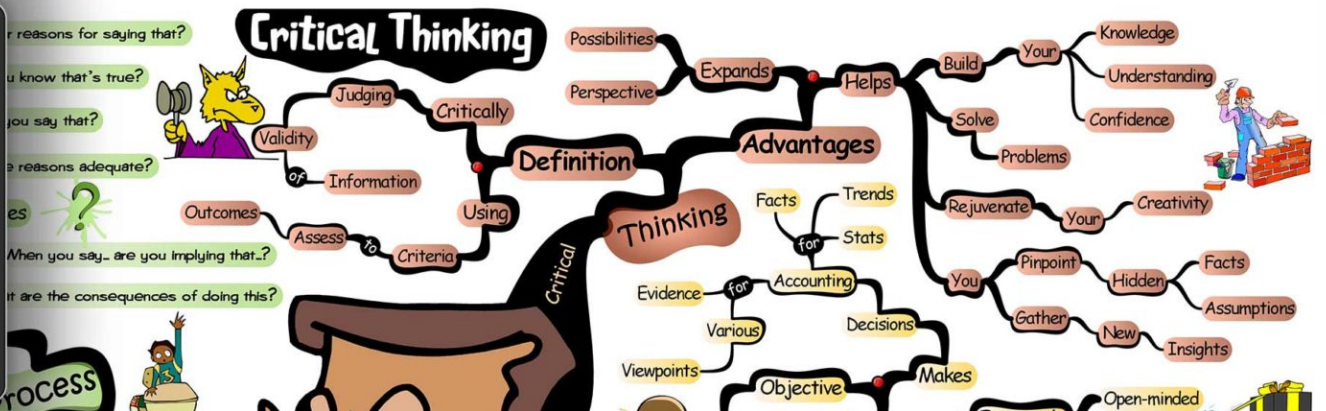 reasons for saying that?
know that's true?
you say that?
reasons adequate?
When you say... are you implying that...?
are the consequences of doing this?
Critical Thinking
Judging
Critically
Validity
of
Information
Definition
Using
Outcomes
Assess
to
Criteria
Possibilities
Perspective
Expands
Advantages
Helps
Build
Your
Knowledge
Understanding
Confidence
Solve
Problems
Rejuvenate
Your
Creativity
You
Pinpoint
Hidden
Facts
Assumptions
Gather
New
Insights
Thinking
Critical
Facts
Trends
for
Stats
Accounting
Evidence
for
Various
Viewpoints
Decisions
Makes
Objective
Open-minded